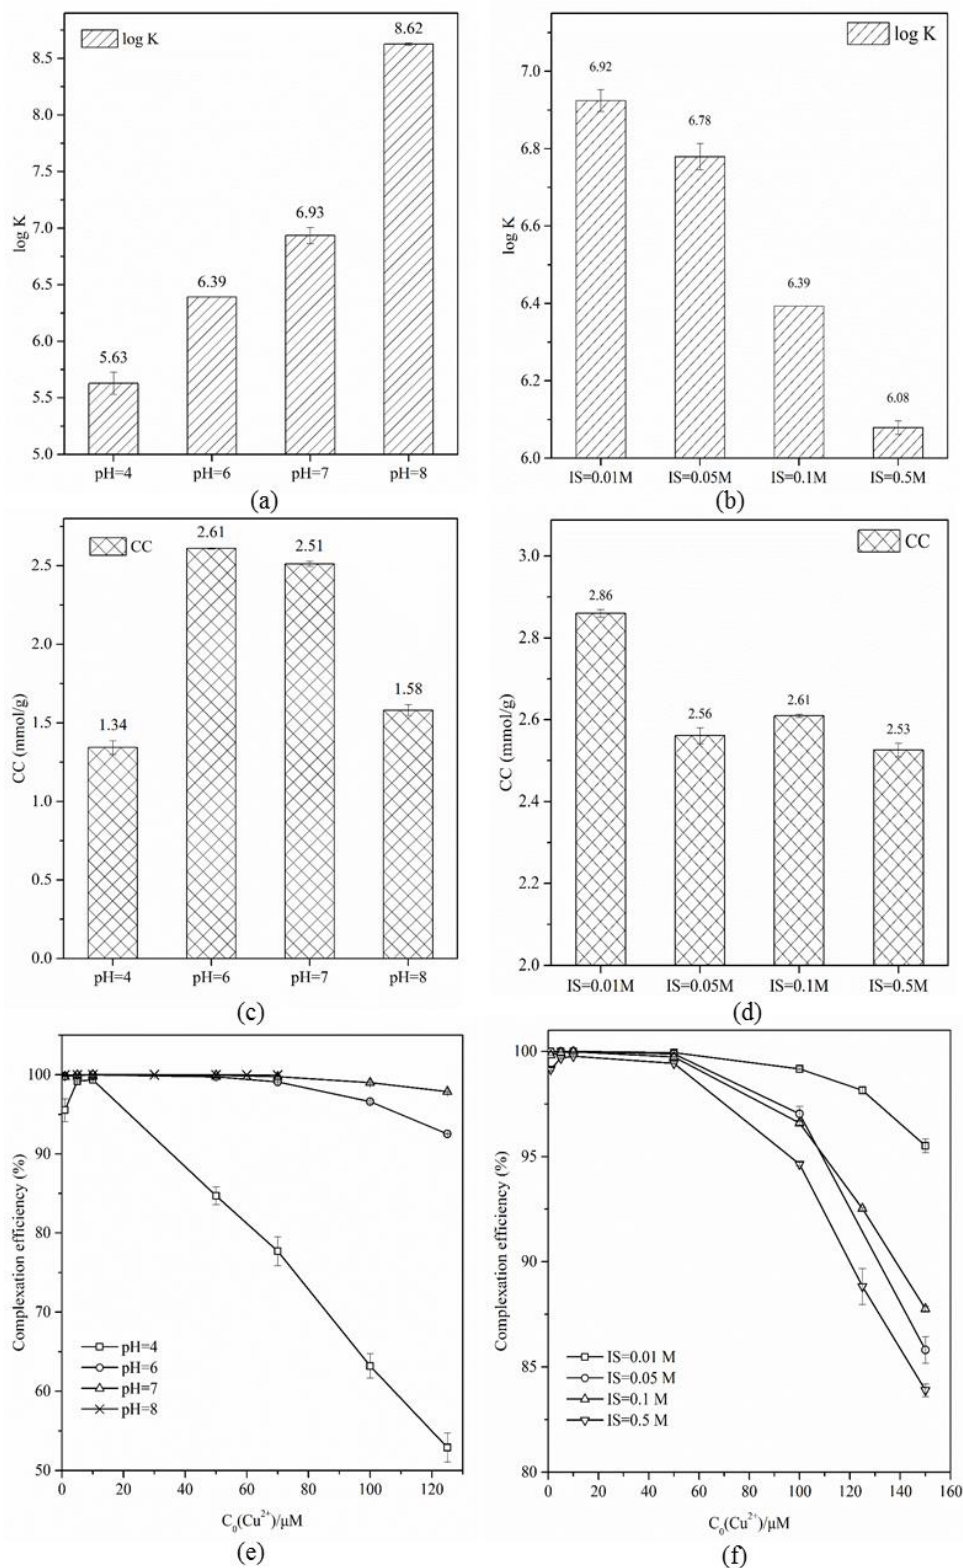 log K
8.62
8.5
8.0
7.5
7.0
6.5
6.0
5.5
5.0
log K
5.63
6.39
6.93
pH=4 pH=6 pH=7 pH=8
(a)
log K
6.92
6.78
6.39
6.08
7.0
6.8
6.6
6.4
6.2
6.0
log K
IS=0.01M IS=0.05M IS=0.1M IS=0.5M
(b)
CC
2.61
2.51
1.34
1.58
2.5
2.0
1.5
1.0
0.5
0.0
CC (mmol/g)
pH=4 pH=6 pH=7 pH=8
(c)
CC
2.86
2.56
2.61
2.53
3.0
2.8
2.6
2.4
2.2
2.0
CC (mmol/g)
IS=0.01M IS=0.05M IS=0.1M IS=0.5M
(d)
100
90
80
70
60
50
Complexation efficiency (%)
pH=4
pH=6
pH=7
pH=8
0 20 40 60 80 100 120
C₀(Cu²⁺)/μM
(e)
100
95
90
85
80
Complexation efficiency (%)
IS=0.01 M
IS=0.05 M
IS=0.1 M
IS=0.5 M
0 20 40 60 80 100 120 140 160
C₀(Cu²⁺)/μM
(f)